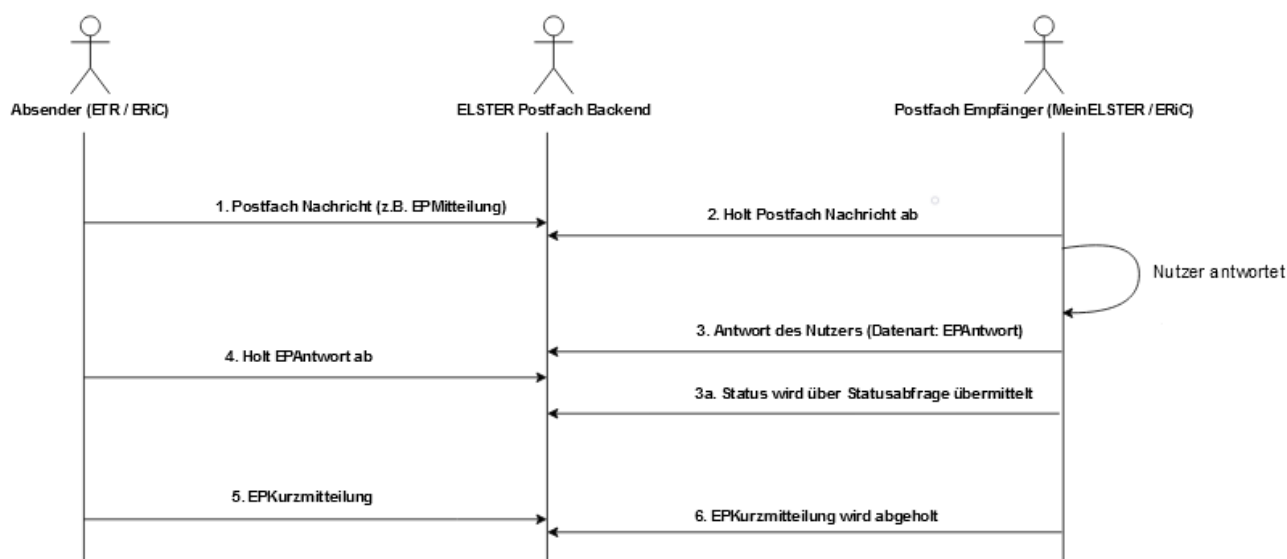 Absender (ETR / ERiC)
ELSTER Postfach Backend
Postfach Empfänger (MeinELSTER / ERiC)
1. Postfach Nachricht (z.B. EPMitteilung)
2. Holt Postfach Nachricht ab
Nutzer antwortet
3. Antwort des Nutzers (Datenart: EPAntwort)
4. Holt EPAntwort ab
3a. Status wird über Statusabfrage übermittelt
5. EPKurzmitteilung
6. EPKurzmitteilung wird abgeholt